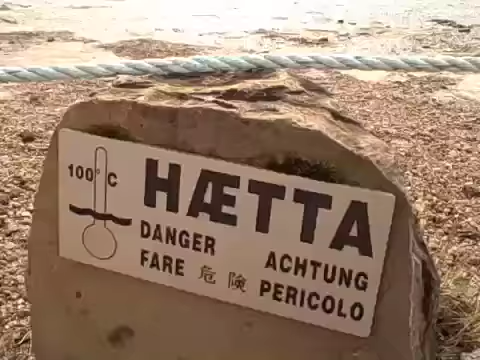 100° C
HÆTTA
DANGER ACHTUNG
FARE 危険 PERICOLO